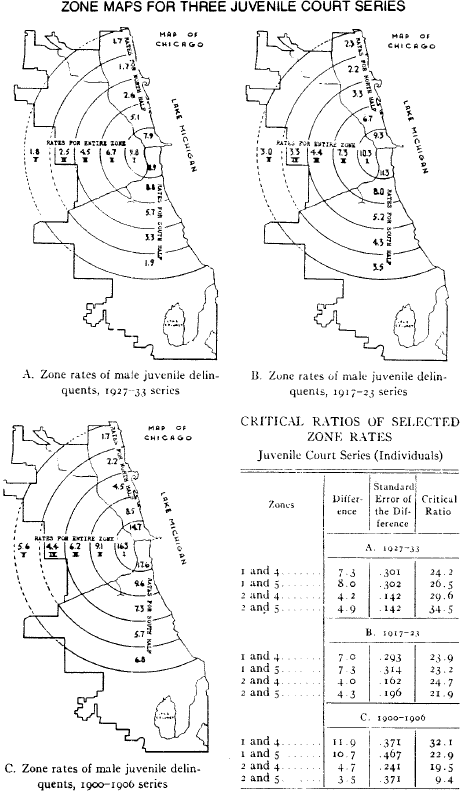 ZONE MAPS FOR THREE JUVENILE COURT SERIES
MAP OF
CHICAGO
LAKE MICHIGAN
RATES FOR NORTH HALF
1.7
1.7
2.6
5.1
7.9
RATES FOR ENTIRE ZONE
1.8 2.5 4.5 6.7 9.8
V IV III II I
8.8
5.7
3.3
1.9
RATES FOR SOUTH HALF
A. Zone rates of male juvenile delin-
quents, 1927–33 series
MAP OF
CHICAGO
LAKE MICHIGAN
RATES FOR NORTH HALF
2.3
2.2
3.3
6.7
9.3
RATES FOR ENTIRE ZONE
3.0 3.3 4.4 7.3 10.3
V IV III II I
11.3
8.0
5.2
4.3
3.5
RATES FOR SOUTH HALF
B. Zone rates of male juvenile delin-
quents, 1917–23 series
MAP OF
CHICAGO
LAKE MICHIGAN
RATES FOR NORTH HALF
1.7
2.2
4.5
8.5
14.7
RATES FOR ENTIRE ZONE
5.6 4.4 6.2 9.1 16.3
V IV III II I
17.6
9.6
7.3
5.7
6.8
RATES FOR SOUTH HALF
C. Zone rates of male juvenile delin-
quents, 1900–1906 series
CRITICAL RATIOS OF SELECTED
ZONE RATES
Juvenile Court Series (Individuals)
Zones Differ-ence Standard Error of the Dif-ference Critical Ratio
A. 1927–33
1 and 4....... 7.3 .301 24.2
1 and 5....... 8.0 .302 26.5
2 and 4....... 4.2 .142 29.6
2 and 5....... 4.9 .142 34.5
B. 1917–23
1 and 4....... 7.0 .293 23.9
1 and 5....... 7.3 .314 23.2
2 and 4....... 4.0 .162 24.7
2 and 5....... 4.3 .196 21.9
C. 1900–1906
1 and 4....... 11.9 .371 32.1
1 and 5....... 10.7 .467 22.9
2 and 4....... 4.7 .241 19.5
2 and 5....... 3.5 .371 9.4